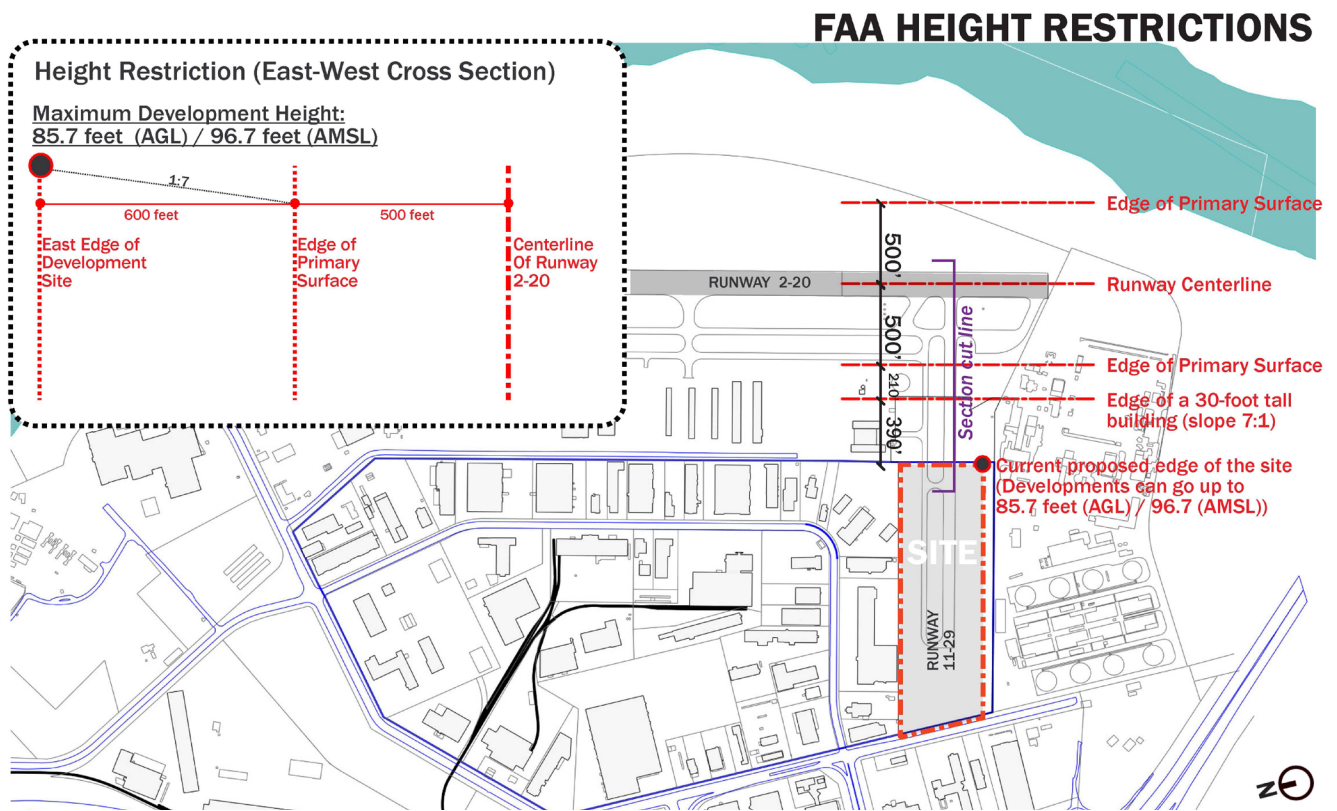 FAA HEIGHT RESTRICTIONS
Height Restriction (East-West Cross Section)
Maximum Development Height:
85.7 feet (AGL) / 96.7 feet (AMSL)
1:7
600 feet
500 feet
East Edge of
Development
Site
Edge of
Primary
Surface
Centerline
Of Runway
2-20
Edge of Primary Surface
500'
RUNWAY 2-20
Runway Centerline
500'
Section cut line
Edge of Primary Surface
210'
Edge of a 30-foot tall
building (slope 7:1)
390'
Current proposed edge of the site
(Developments can go up to
85.7 feet (AGL) / 96.7 (AMSL))
SITE
RUNWAY
11-29
N